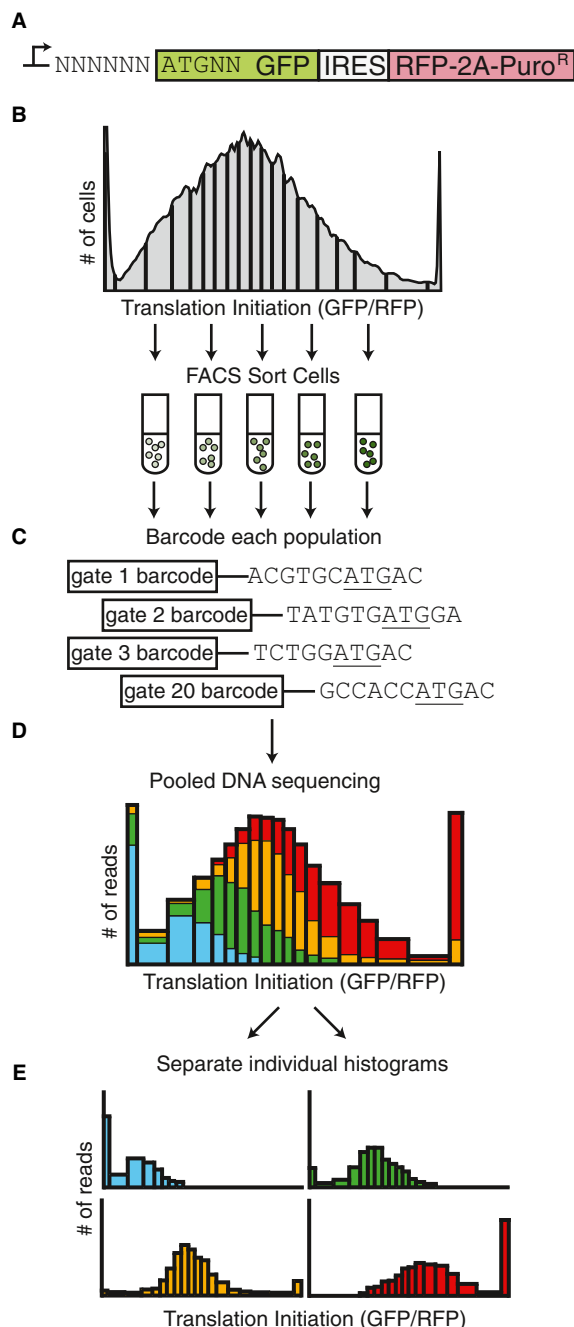 A
NNNNNN ATGNN GFP IRES RFP-2A-Puro^R
B
# of cells
Translation Initiation (GFP/RFP)
FACS Sort Cells
Barcode each population
C
gate 1 barcode ACGTGCATGAC
gate 2 barcode TATGTGATGGA
gate 3 barcode TCTGGATGAC
gate 20 barcode GCCACCATGAC
D
Pooled DNA sequencing
# of reads
Translation Initiation (GFP/RFP)
Separate individual histograms
E
# of reads
Translation Initiation (GFP/RFP)